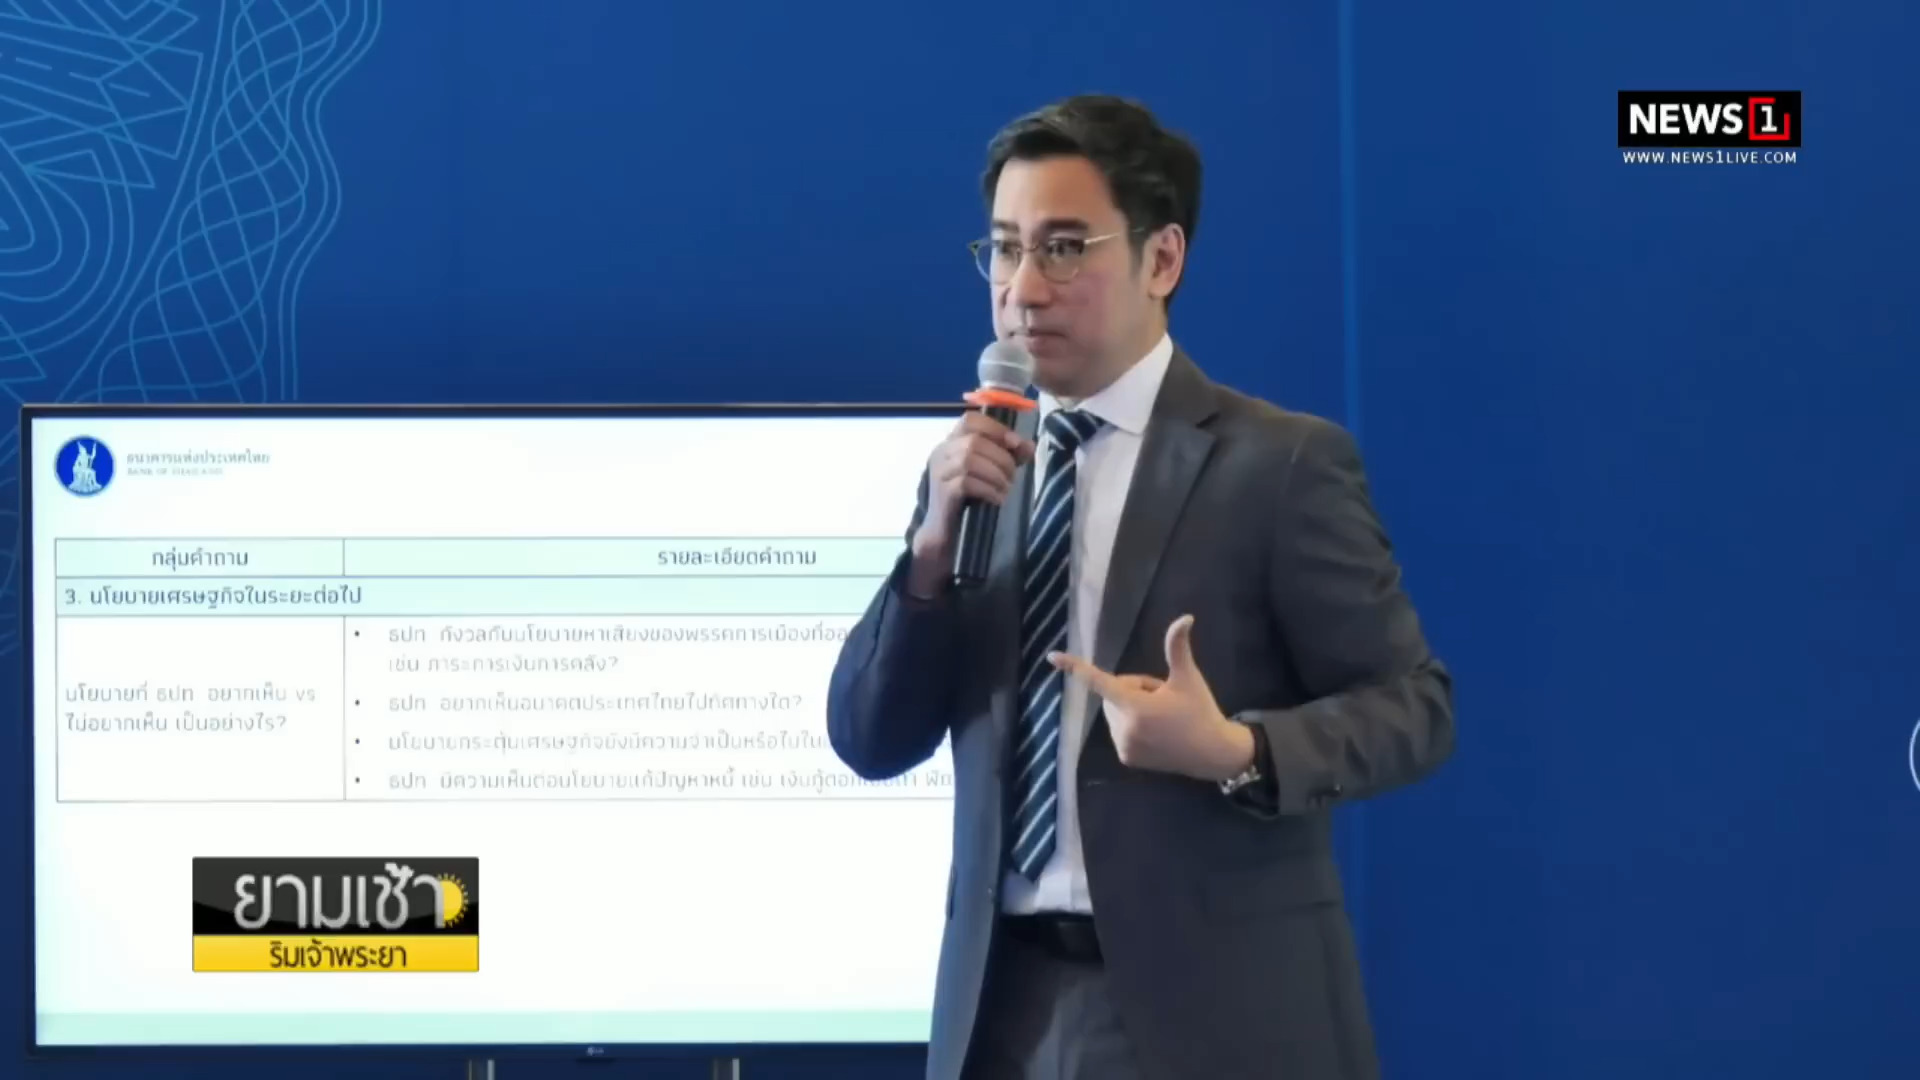 NEWS 1
WWW.NEWS1LIVE.COM
ธนาคารแห่งประเทศไทย
BANK OF THAILAND
กลุ่มคำถาม
รายละเอียดคำถาม
3. นโยบายเศรษฐกิจในระยะต่อไป
นโยบายที่ ธปท อยากเห็น vs
ไม่อยากเห็น เป็นอย่างไร?
• ธปท กังวลกับนโยบายหาเสียงของพรรคการเมืองที่ออ
เช่น ภาระการเงินการคลัง?
• ธปท อยากเห็นอนาคตประเทศไทยไปทิศทางใด?
• นโยบายกระตุ้นเศรษฐกิจยังมีความจำเป็นหรือไม่ใน
• ธปท มีความเห็นต่อนโยบายแก้ปัญหาหนี้ เช่น เงินกู้ดอก
ยามเช้า
ริมเจ้าพระยา